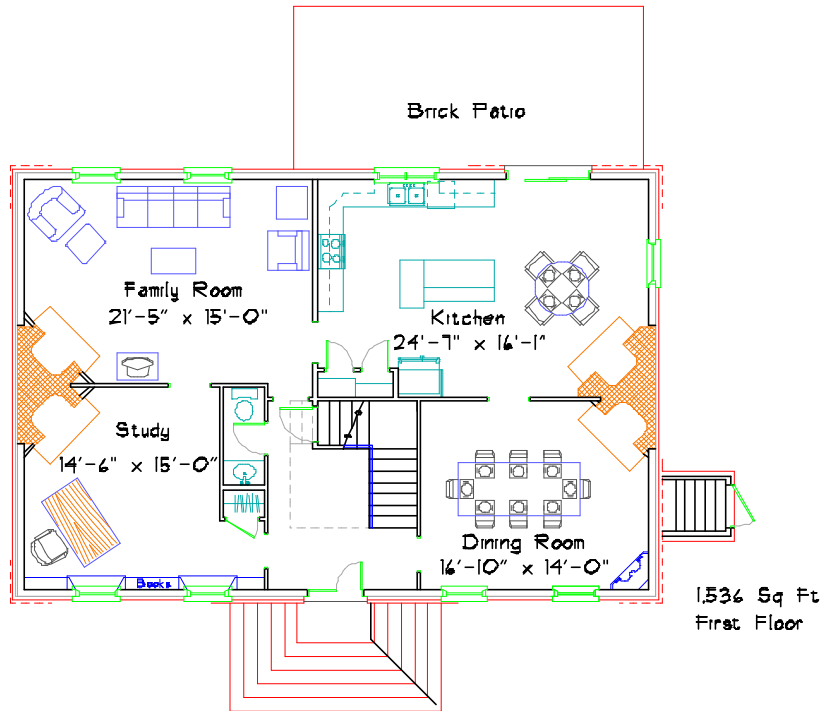 Brick Patio
Family Room
21'-5" x 15'-0"
Kitchen
24'-7" x 16'-1"
Study
14'-6" x 15'-0"
Dining Room
16'-10" x 14'-0"
Books
1,536 Sq Ft
First Floor